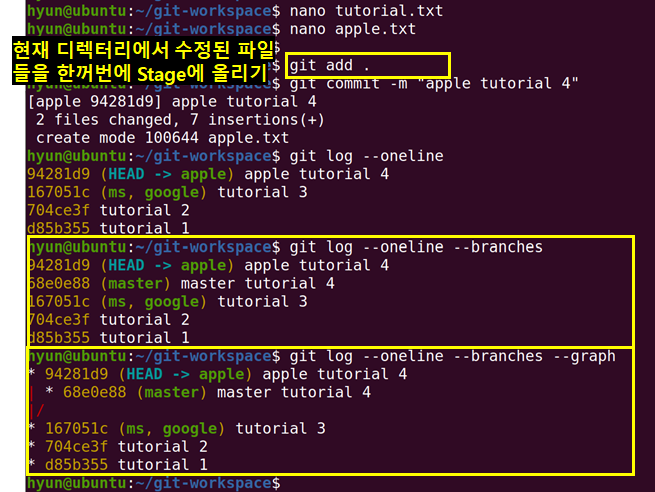 hyun@ubuntu:~/git-workspace$ nano tutorial.txt
hyun@ubuntu:~/git-workspace$ nano apple.txt
현재 디렉터리에서 수정된 파일
들을 한꺼번에 Stage에 올리기
$
$ git add .
$ git commit -m "apple tutorial 4"
[apple 94281d9] apple tutorial 4
2 files changed, 7 insertions(+)
create mode 100644 apple.txt
hyun@ubuntu:~/git-workspace$ git log --oneline
94281d9 (HEAD -> apple) apple tutorial 4
167051c (ms, google) tutorial 3
704ce3f tutorial 2
d85b355 tutorial 1
hyun@ubuntu:~/git-workspace$ git log --oneline --branches
94281d9 (HEAD -> apple) apple tutorial 4
68e0e88 (master) master tutorial 4
167051c (ms, google) tutorial 3
704ce3f tutorial 2
d85b355 tutorial 1
hyun@ubuntu:~/git-workspace$ git log --oneline --branches --graph
* 94281d9 (HEAD -> apple) apple tutorial 4
| * 68e0e88 (master) master tutorial 4
|/
* 167051c (ms, google) tutorial 3
* 704ce3f tutorial 2
* d85b355 tutorial 1
hyun@ubuntu:~/git-workspace$